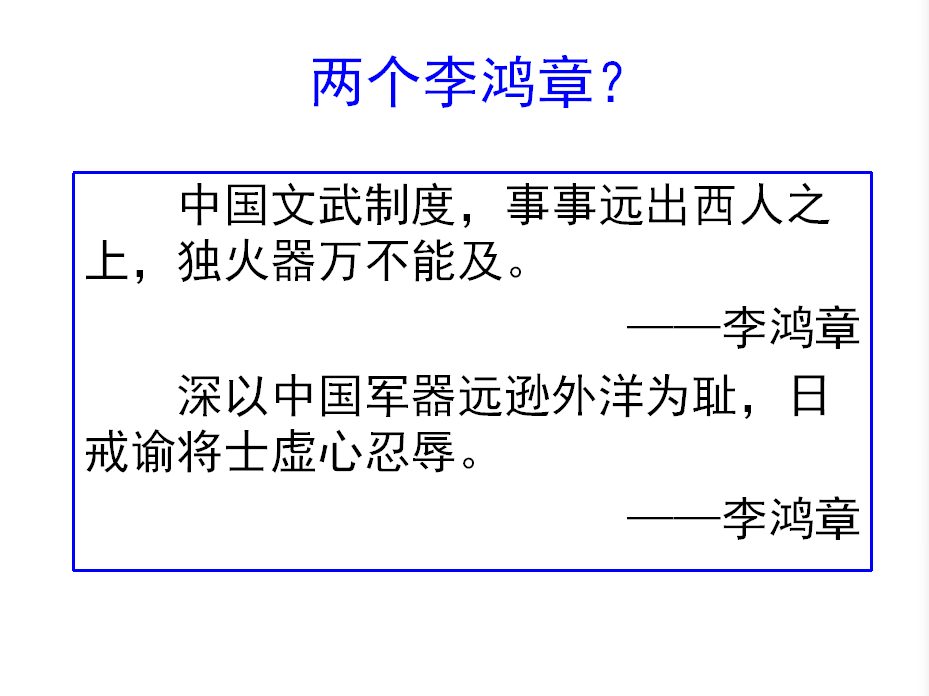 两个李鸿章？
中国文武制度，事事远出西人之
上，独火器万不能及。
——李鸿章
深以中国军器远逊外洋为耻，日
戒谕将士虚心忍辱。
——李鸿章